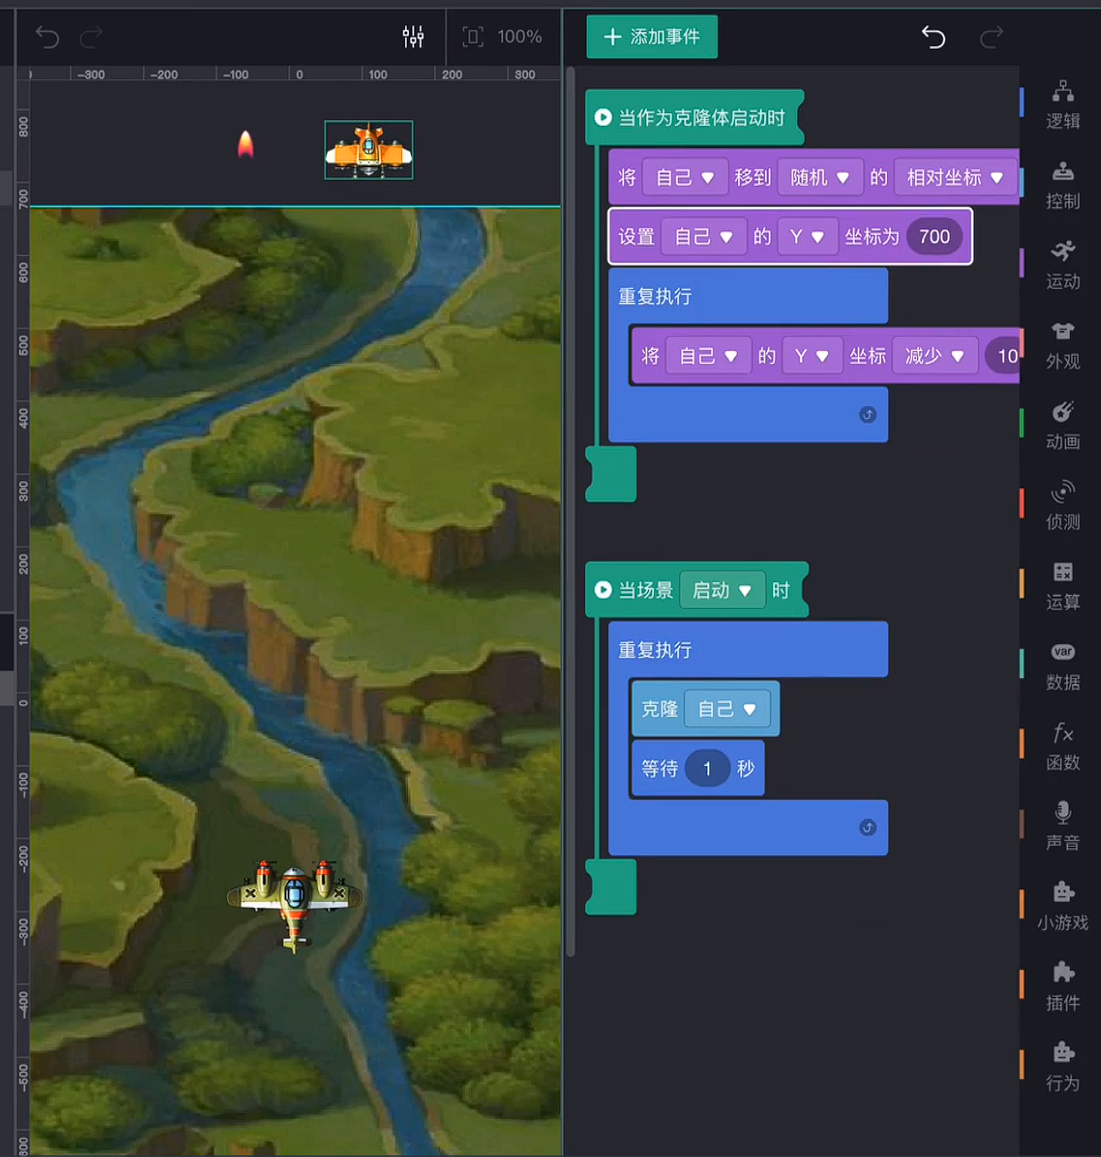 100%
添加事件
-300 -200 -100 0 100 200 300
800
700
600
500
400
300
200
100
0
-100
-200
-300
-400
-500
当作为克隆体启动时
将 自己 移到 随机 的 相对坐标
设置 自己 的 Y 坐标为 700
重复执行
将 自己 的 Y 坐标 减少 10
当场景 启动 时
重复执行
克隆 自己
等待 1 秒
逻辑
控制
运动
外观
动画
侦测
运算
var
数据
fx
函数
声音
小游戏
插件
行为